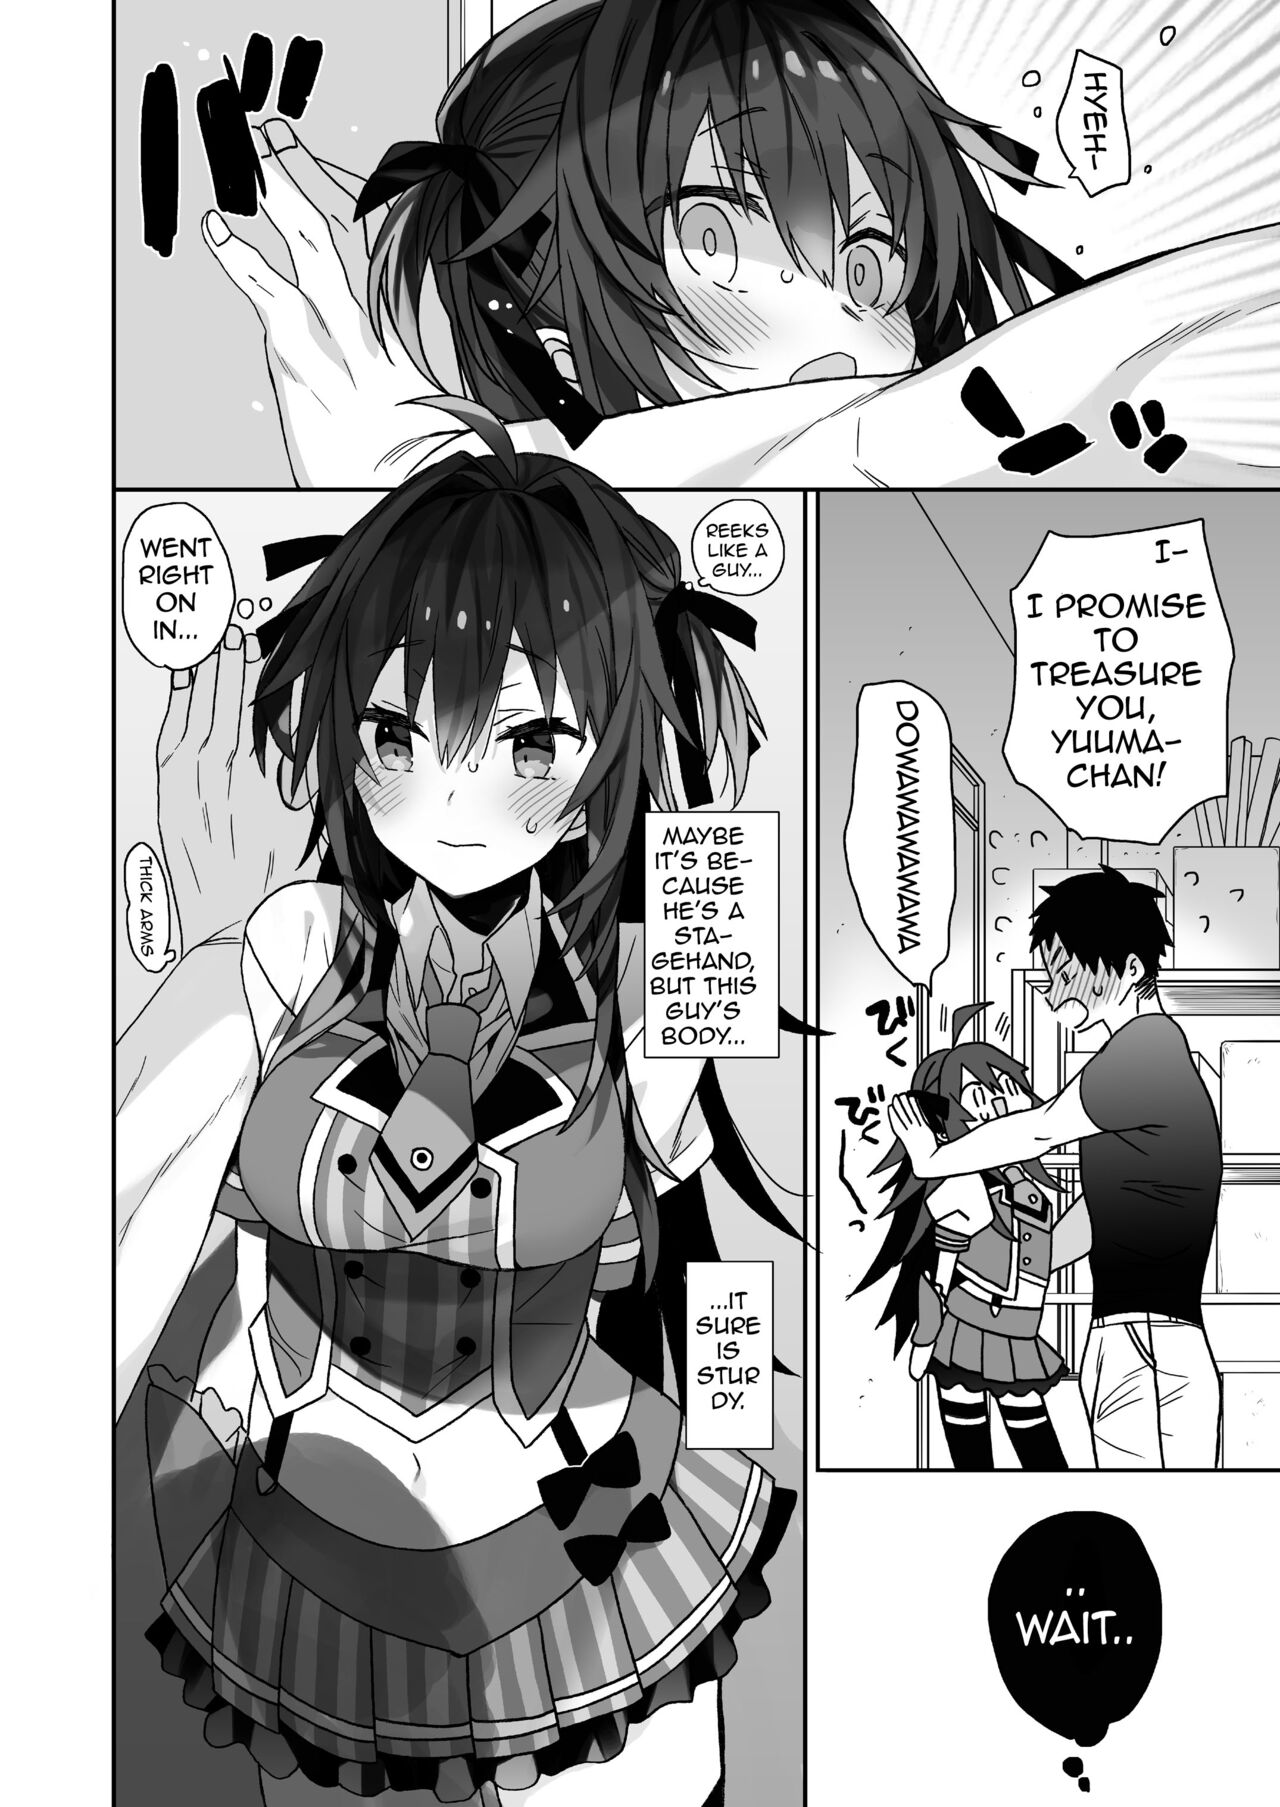 HYEH-
ドン
ビ
I-
I PROMISE
TO
TREASURE
YOU,
YUUMA-
CHAN!
DOWAWAWAWAWA
びく
びく
REEKS
LIKE A
GUY...
WENT
RIGHT
ON
IN...
THICK ARMS
MAYBE
IT'S BE-
CAUSE
HE'S A
STA-
GEHAND,
BUT THIS
GUY'S
BODY...
...IT
SURE IS
STUR
DY.
..
WAIT..